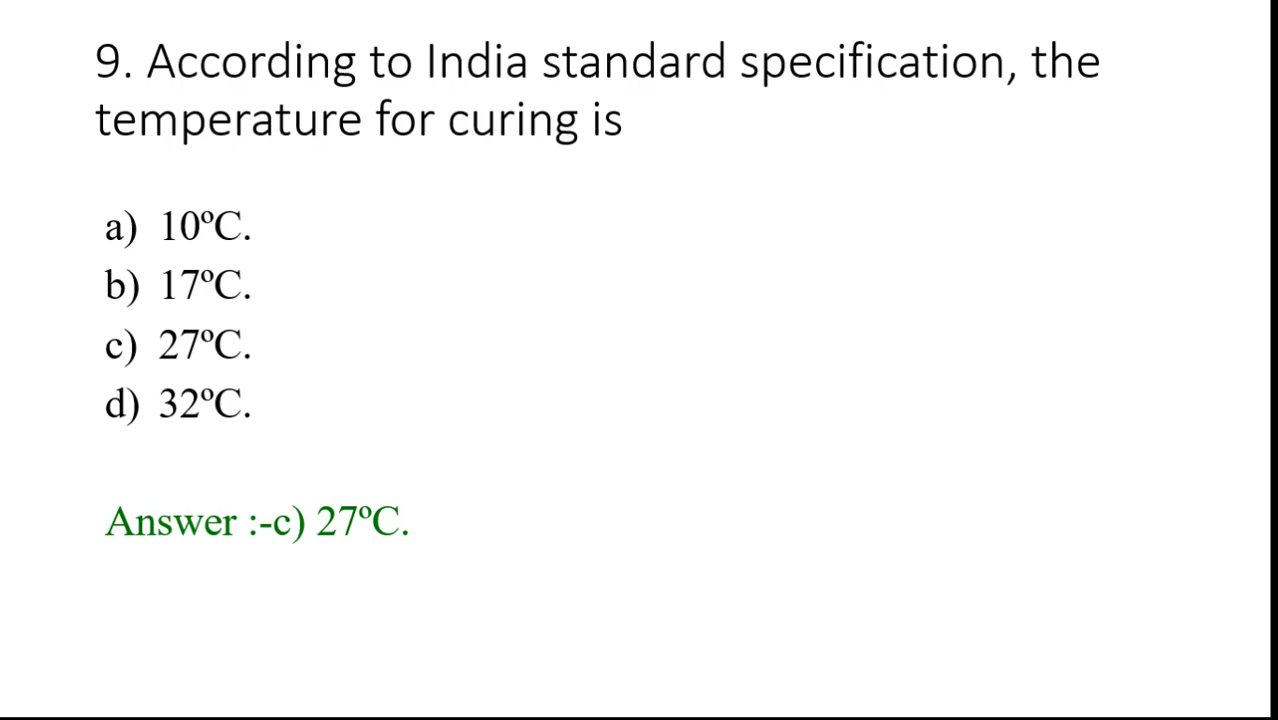 9. According to India standard specification, the
temperature for curing is
a) 10ºC.
b) 17ºC.
c) 27ºC.
d) 32ºC.
Answer :-c) 27ºC.